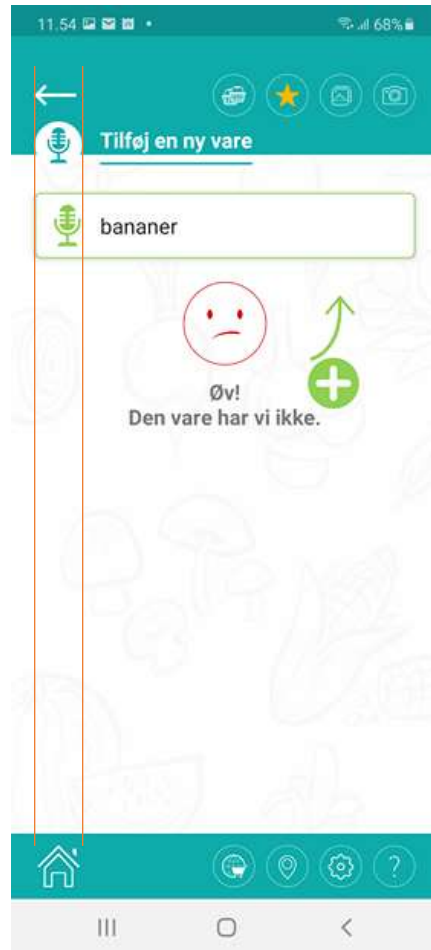 11.54
68%
Tilføj en ny vare
bananer
Øv!
Den vare har vi ikke.
?